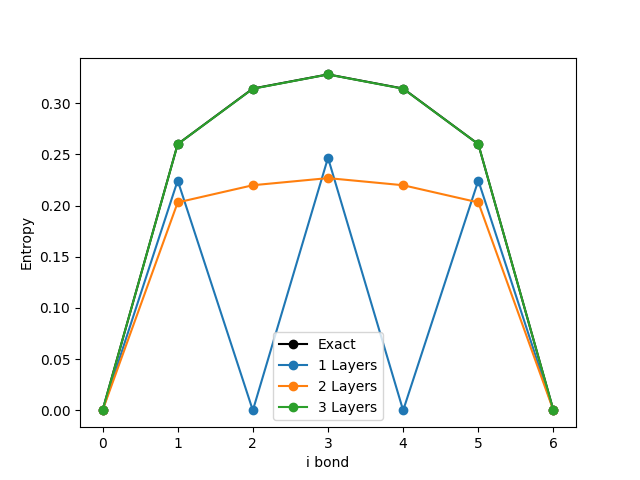 0.30
0.25
0.20
0.15
0.10
0.05
0.00
Entropy
Exact
1 Layers
2 Layers
3 Layers
0 1 2 3 4 5 6
i bond